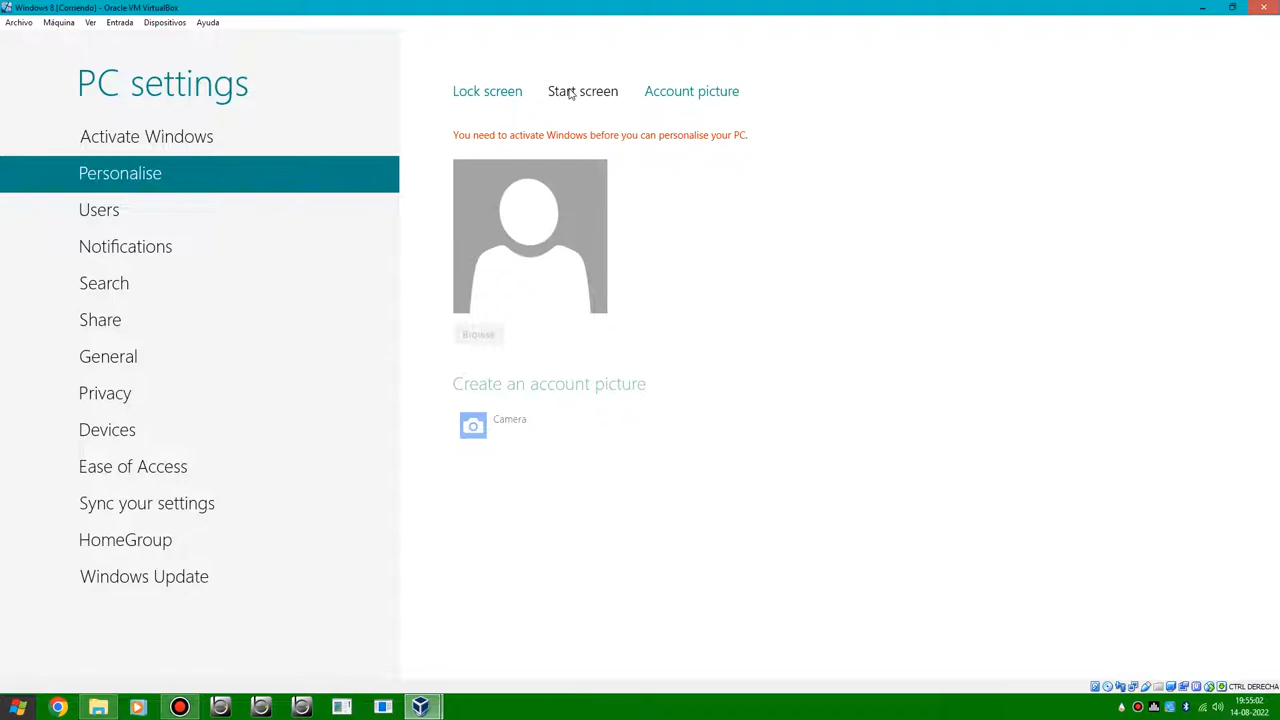 Windows 8 [Corriendo] - Oracle VM VirtualBox
Archivo Máquina Ver Entrada Dispositivos Ayuda
PC settings
Activate Windows
Personalise
Users
Notifications
Search
Share
General
Privacy
Devices
Ease of Access
Sync your settings
HomeGroup
Windows Update
Lock screen Start screen Account picture
You need to activate Windows before you can personalise your PC.
Browse
Create an account picture
Camera
CTRL DERECHA
19:55:02
14-08-2022